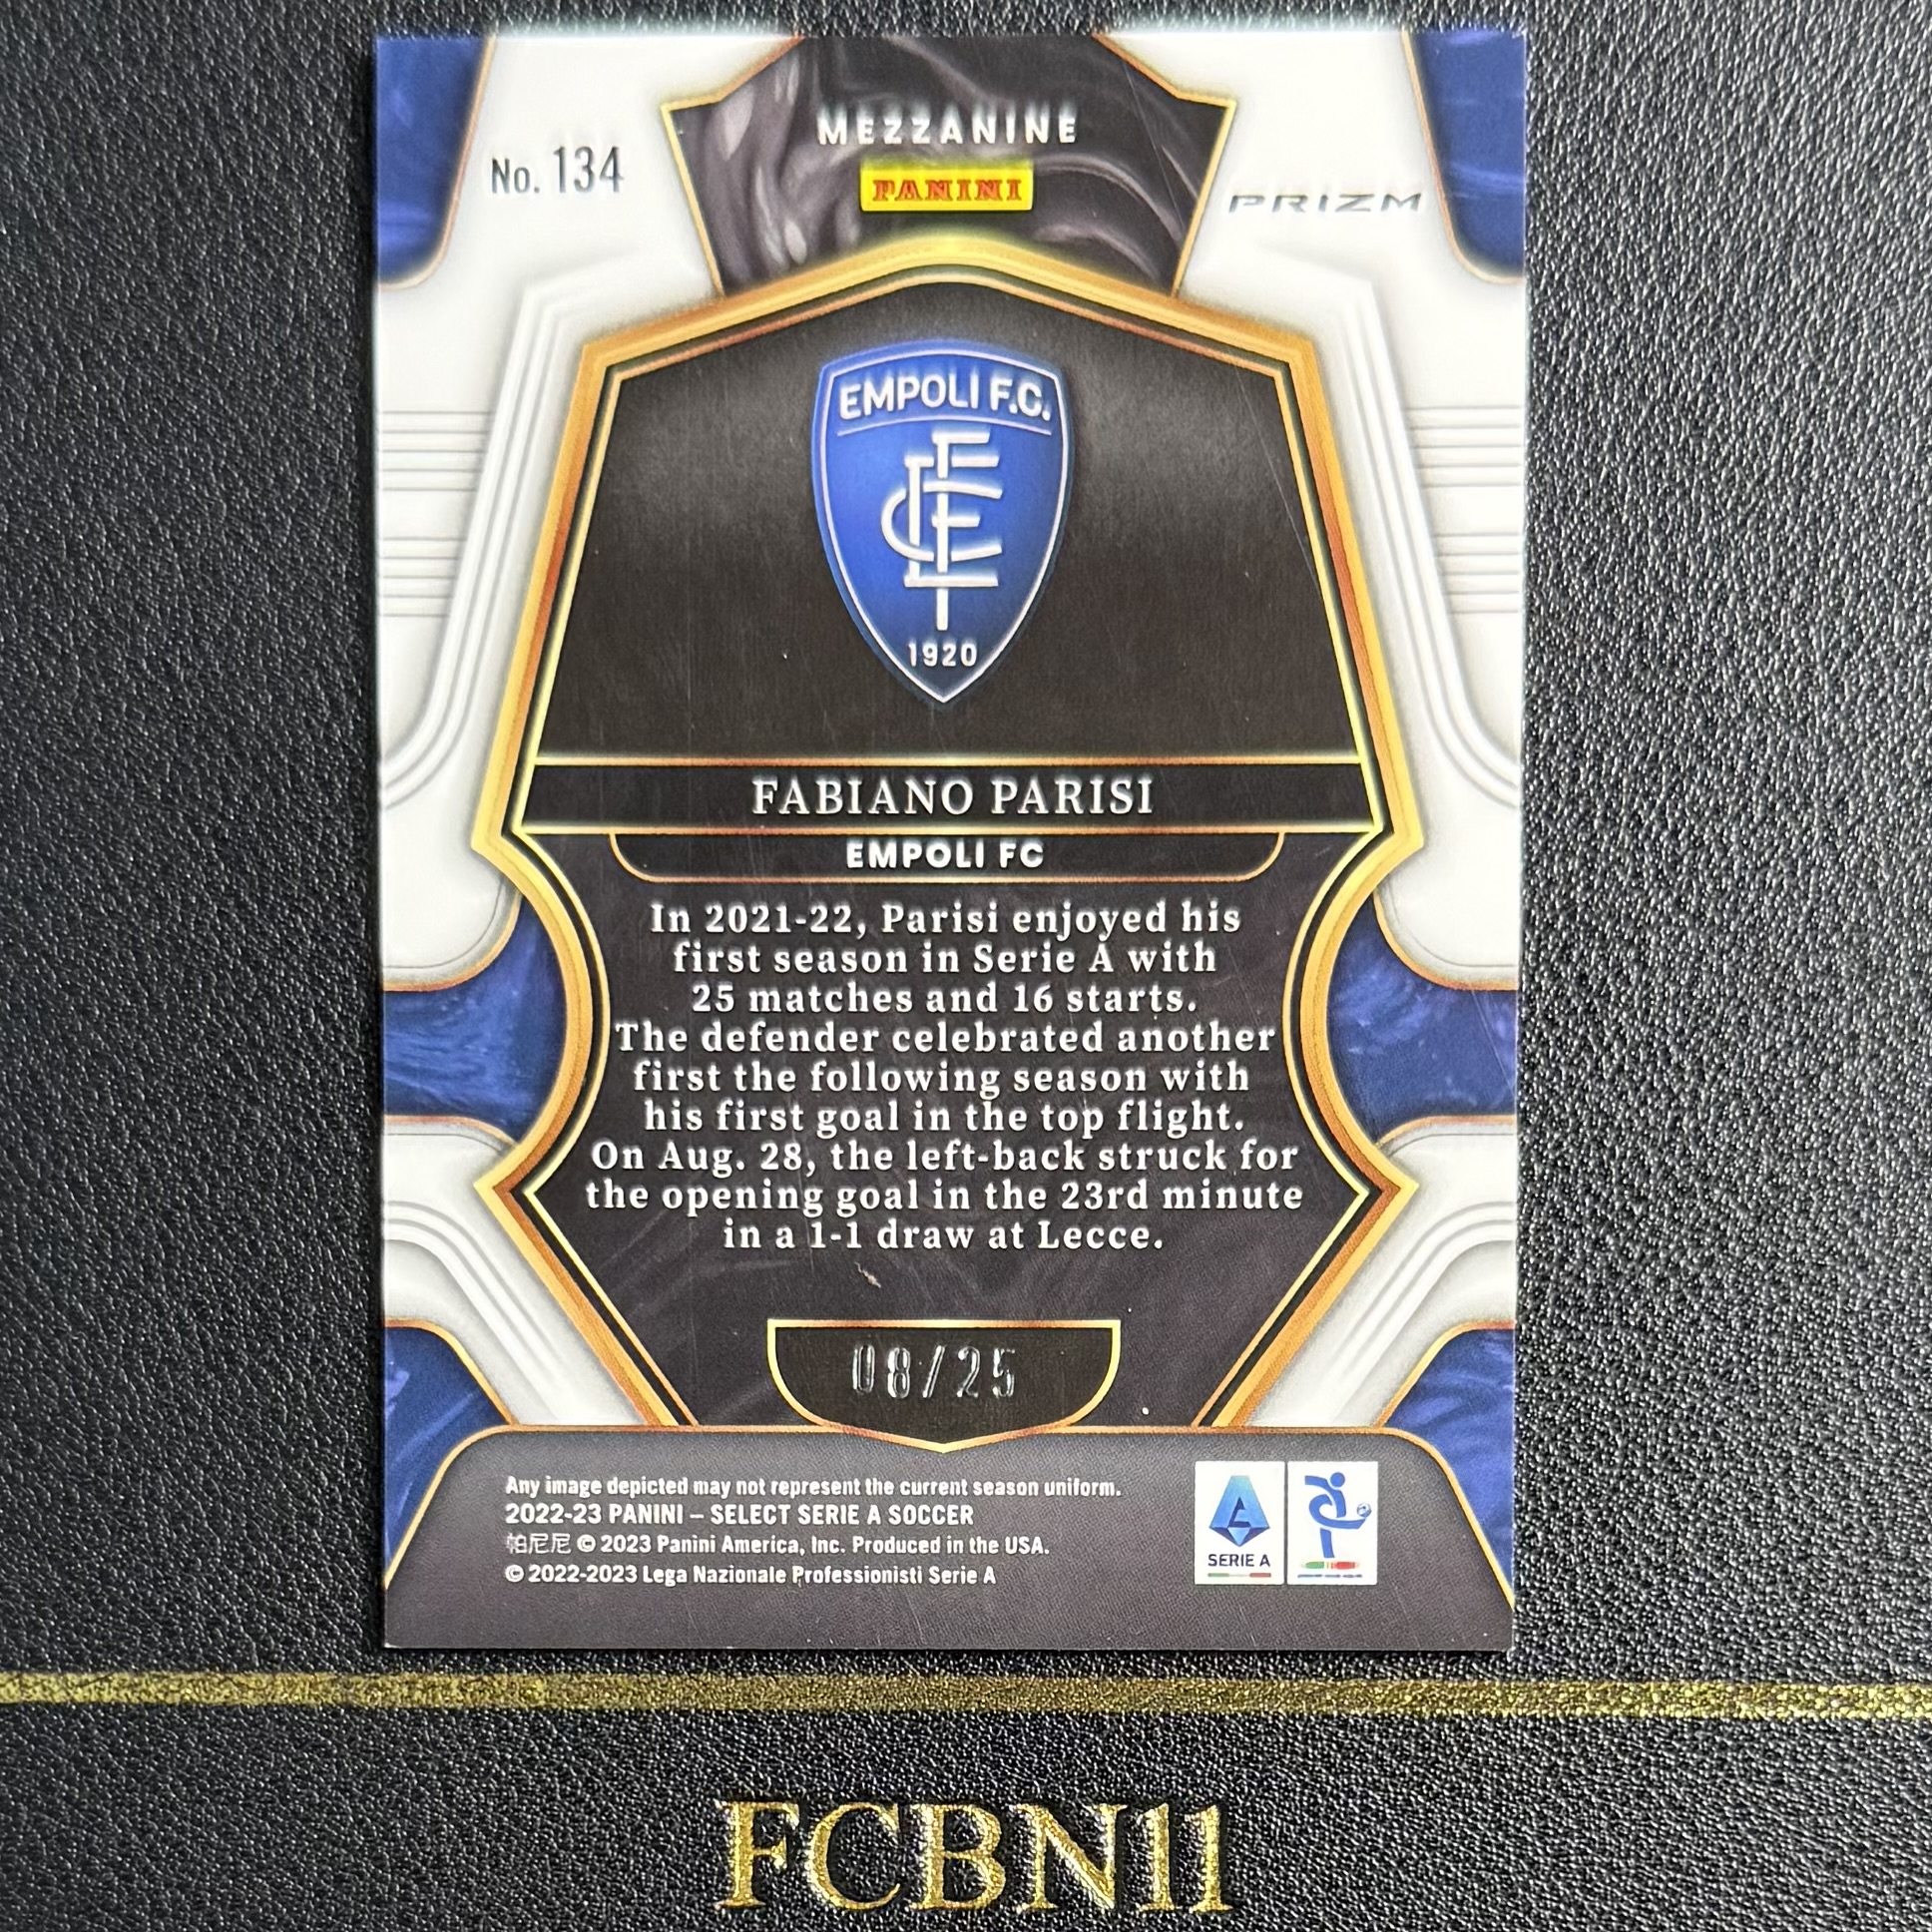 MEZZANINE
No. 134
PANINI
PRIZM
EMPOLI F.C.
1920
FABIANO PARISI
EMPOLI FC
In 2021-22, Parisi enjoyed his
first season in Serie A with
25 matches and 16 starts.
The defender celebrated another
first the following season with
his first goal in the top flight.
On Aug. 28, the left-back struck for
the opening goal in the 23rd minute
in a 1-1 draw at Lecce.
08/25
Any image depicted may not represent the current season uniform.
2022-23 PANINI – SELECT SERIE A SOCCER
帕尼尼 © 2023 Panini America, Inc. Produced in the USA.
© 2022-2023 Lega Nazionale Professionisti Serie A
SERIE A
FCBN11